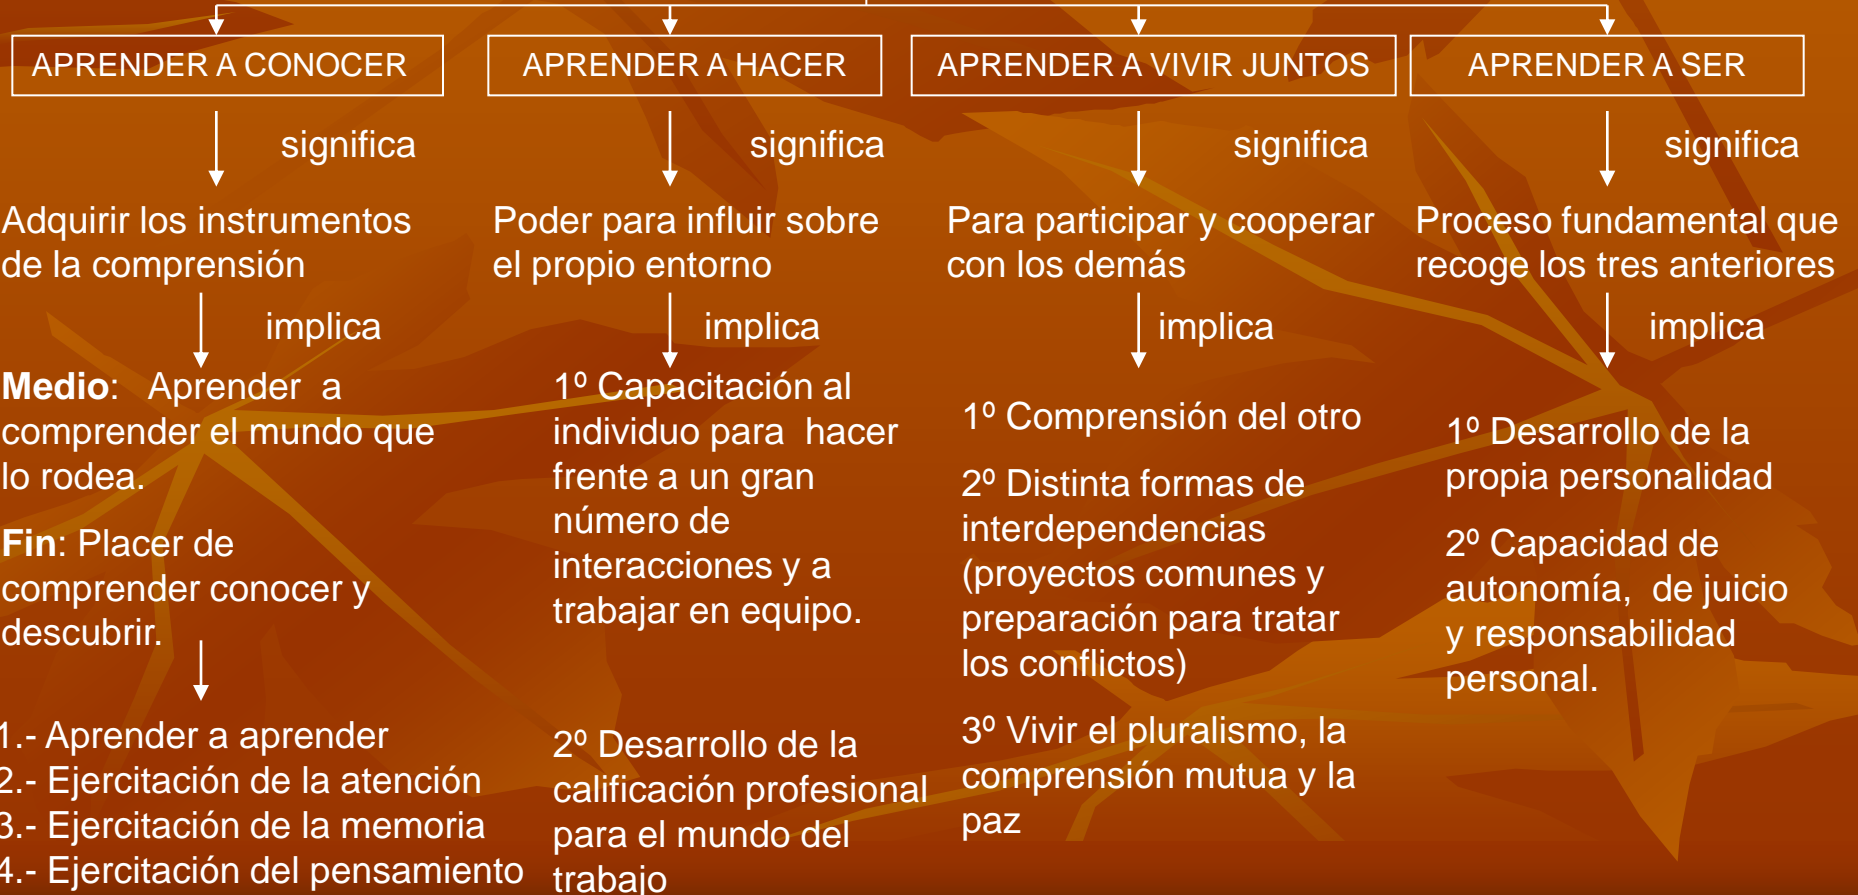 APRENDER A CONOCER
significa
Adquirir los instrumentos
de la comprensión
implica
Medio: Aprender a
comprender el mundo que
lo rodea.
Fin: Placer de
comprender conocer y
descubrir.
1.- Aprender a aprender
2.- Ejercitación de la atención
3.- Ejercitación de la memoria
4.- Ejercitación del pensamiento
APRENDER A HACER
significa
Poder para influir sobre
el propio entorno
implica
1º Capacitación al
individuo para hacer
frente a un gran
número de
interacciones y a
trabajar en equipo.
2º Desarrollo de la
calificación profesional
para el mundo del
trabajo
APRENDER A VIVIR JUNTOS
significa
Para participar y cooperar
con los demás
implica
1º Comprensión del otro
2º Distinta formas de
interdependencias
(proyectos comunes y
preparación para tratar
los conflictos)
3º Vivir el pluralismo, la
comprensión mutua y la
paz
APRENDER A SER
significa
Proceso fundamental que
recoge los tres anteriores
implica
1º Desarrollo de la
propia personalidad
2º Capacidad de
autonomía, de juicio
y responsabilidad
personal.